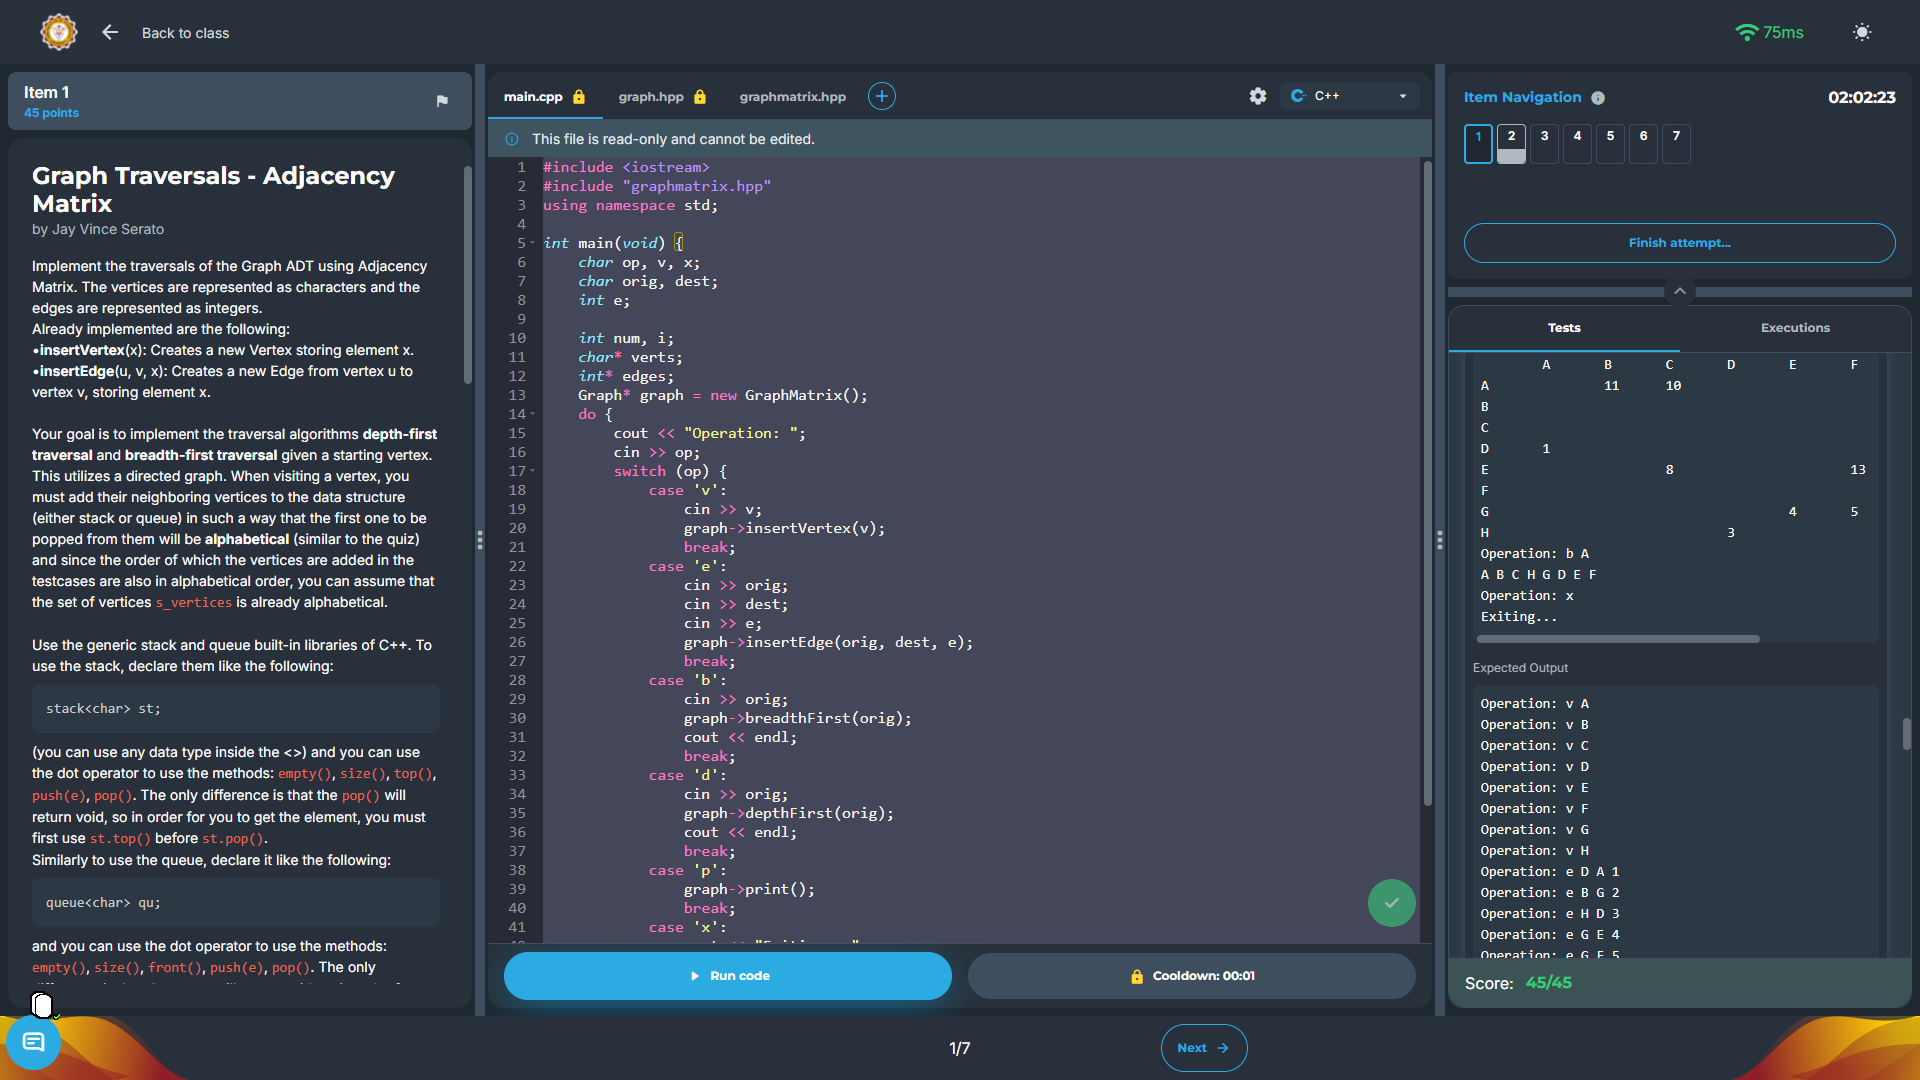 Back to class
75ms
Item 1
45 points
Graph Traversals - Adjacency
Matrix
by Jay Vince Serato
Implement the traversals of the Graph ADT using Adjacency
Matrix. The vertices are represented as characters and the
edges are represented as integers.
Already implemented are the following:
•insertVertex(x): Creates a new Vertex storing element x.
•insertEdge(u, v, x): Creates a new Edge from vertex u to
vertex v, storing element x.
Your goal is to implement the traversal algorithms depth-first
traversal and breadth-first traversal given a starting vertex.
This utilizes a directed graph. When visiting a vertex, you
must add their neighboring vertices to the data structure
(either stack or queue) in such a way that the first one to be
popped from them will be alphabetical (similar to the quiz)
and since the order of which the vertices are added in the
testcases are also in alphabetical order, you can assume that
the set of vertices s_vertices is already alphabetical.
Use the generic stack and queue built-in libraries of C++. To
use the stack, declare them like the following:
stack<char> st;
(you can use any data type inside the <>) and you can use
the dot operator to use the methods: empty(), size(), top(),
push(e), pop(). The only difference is that the pop() will
return void, so in order for you to get the element, you must
first use st.top() before st.pop().
Similarly to use the queue, declare it like the following:
queue<char> qu;
and you can use the dot operator to use the methods:
empty(), size(), front(), push(e), pop(). The only
main.cpp graph.hpp graphmatrix.hpp
C++
This file is read-only and cannot be edited.
1 #include <iostream>
2 #include "graphmatrix.hpp"
3 using namespace std;
4
5 int main(void) {
6 char op, v, x;
7 char orig, dest;
8 int e;
9
10 int num, i;
11 char* verts;
12 int* edges;
13 Graph* graph = new GraphMatrix();
14 do {
15 cout << "Operation: ";
16 cin >> op;
17 switch (op) {
18 case 'v':
19 cin >> v;
20 graph->insertVertex(v);
21 break;
22 case 'e':
23 cin >> orig;
24 cin >> dest;
25 cin >> e;
26 graph->insertEdge(orig, dest, e);
27 break;
28 case 'b':
29 cin >> orig;
30 graph->breadthFirst(orig);
31 cout << endl;
32 break;
33 case 'd':
34 cin >> orig;
35 graph->depthFirst(orig);
36 cout << endl;
37 break;
38 case 'p':
39 graph->print();
40 break;
41 case 'x':
Run code
Cooldown: 00:01
Item Navigation
02:02:23
1 2 3 4 5 6 7
Finish attempt...
Tests
Executions
A B C D E F
A 11 10
B
C
D 1
E 8 13
F
G 4 5
H 3
Operation: b A
A B C H G D E F
Operation: x
Exiting...
Expected Output
Operation: v A
Operation: v B
Operation: v C
Operation: v D
Operation: v E
Operation: v F
Operation: v G
Operation: v H
Operation: e D A 1
Operation: e B G 2
Operation: e H D 3
Operation: e G E 4
Operation: e G F 5
Score: 45/45
1/7
Next